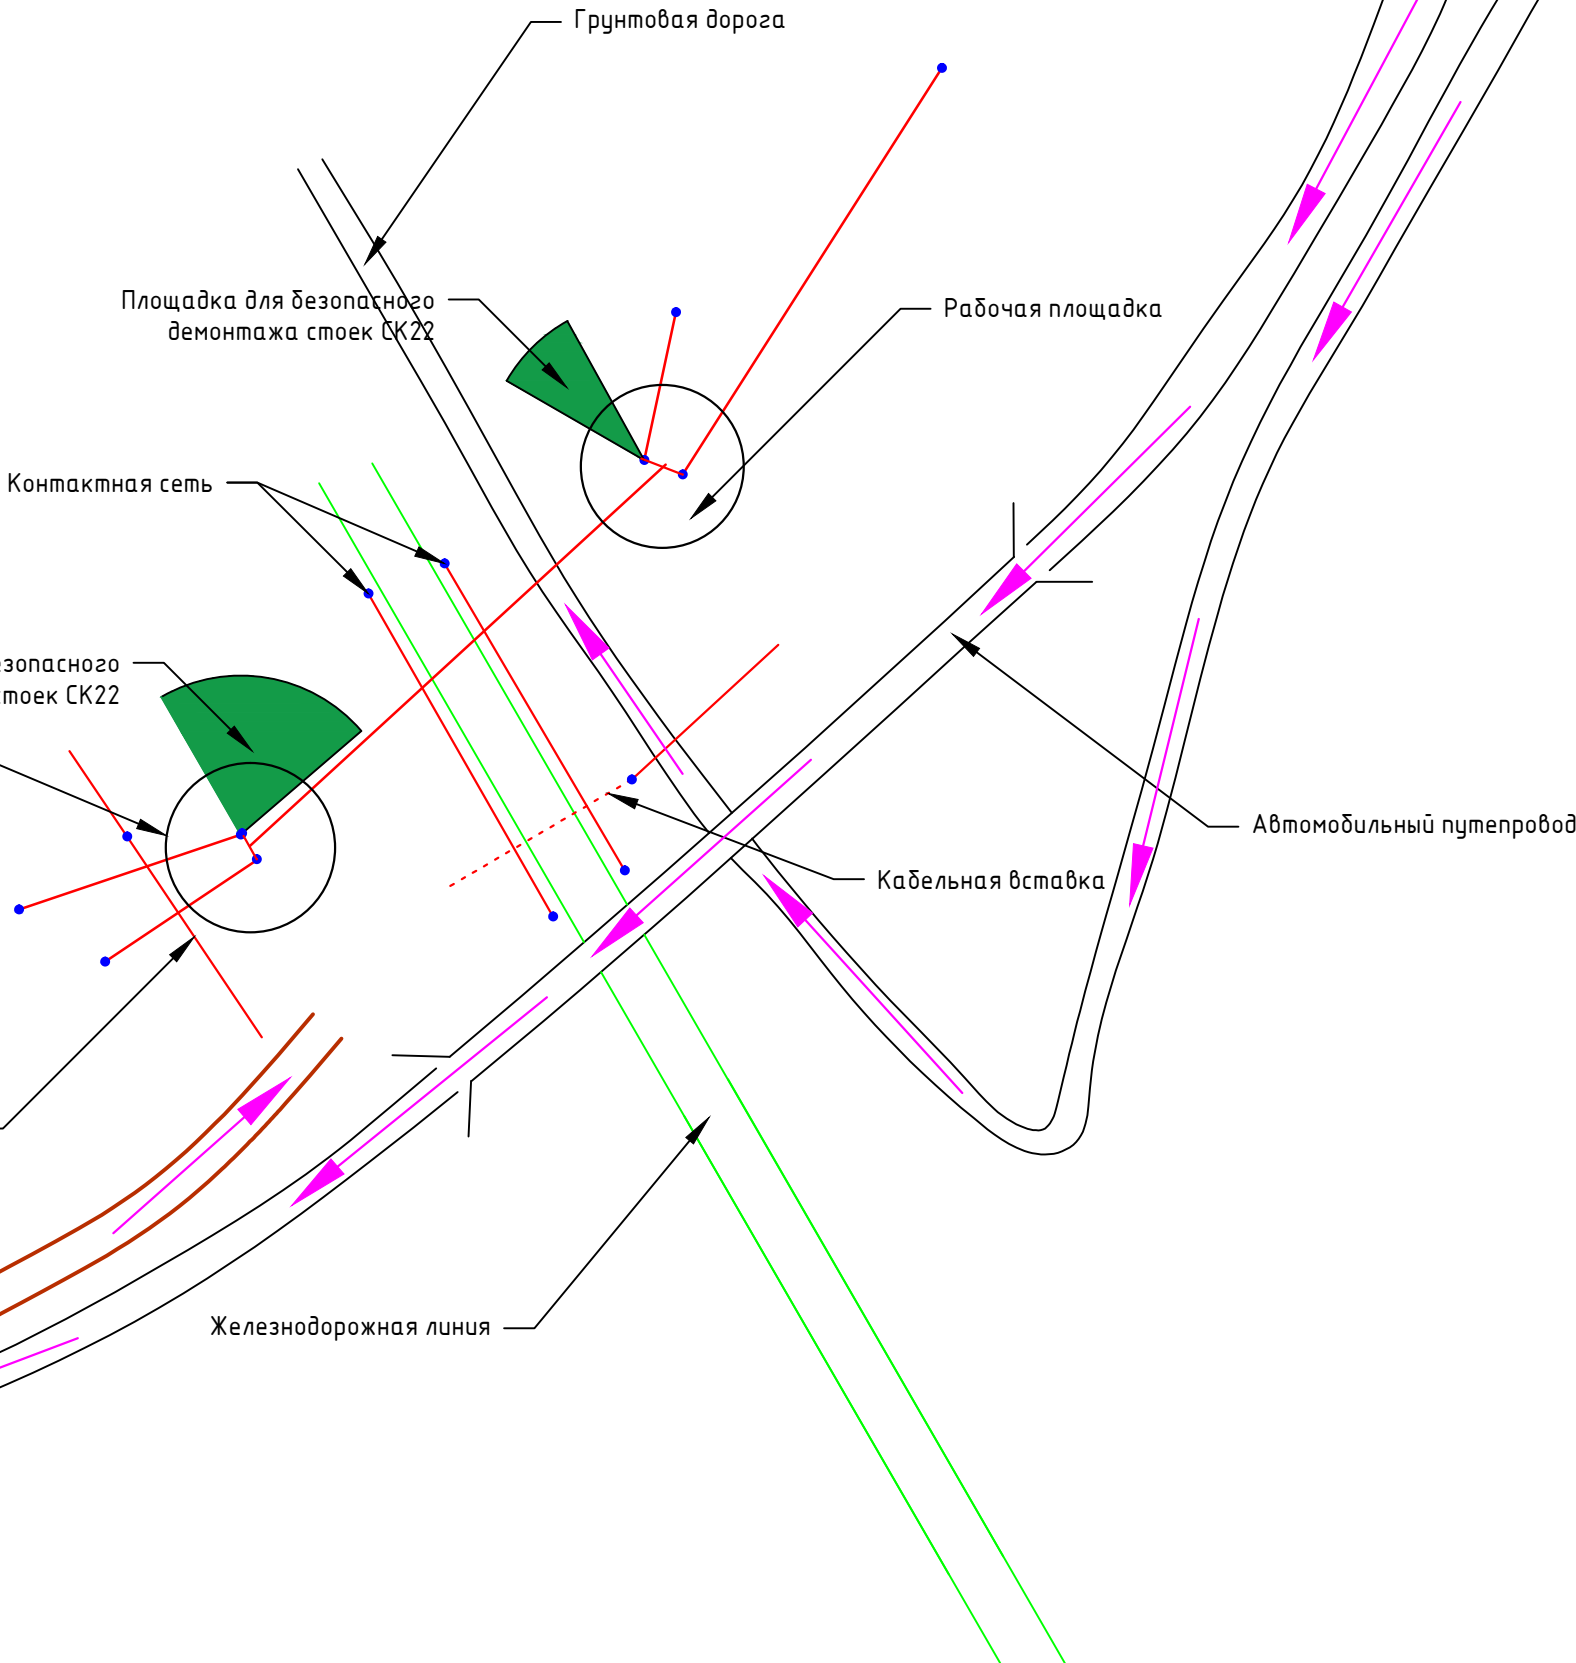 Грунтовая дорога
Площадка для безопасного
демонтажа стоек СК22
Рабочая площадка
Контактная сеть
езопасного
тоек СК22
Автомобильный путепровод
Кабельная вставка
Железнодорожная линия